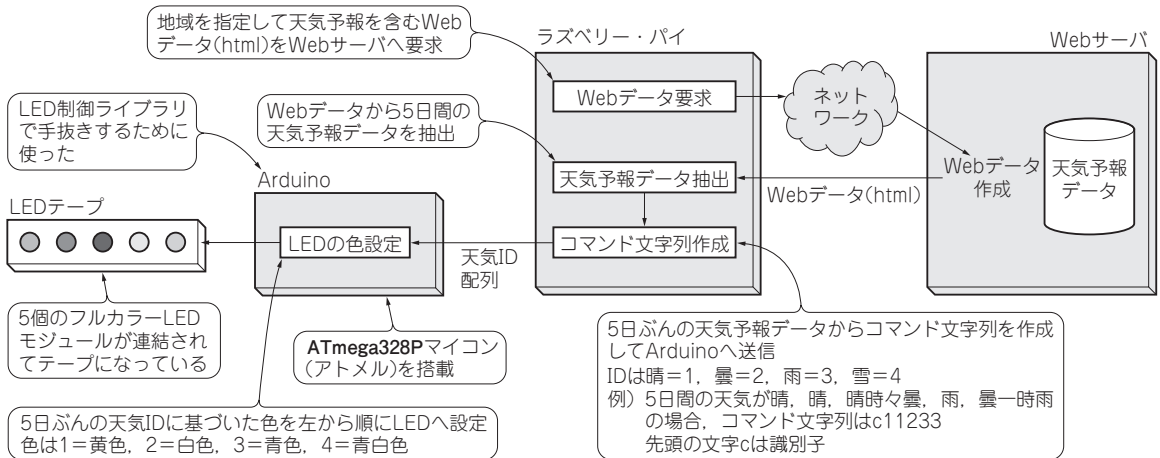 地域を指定して天気予報を含むWeb
データ(html)をWebサーバへ要求
ラズベリー・パイ
Webサーバ
Webデータ要求
ネット
ワーク
LED制御ライブラリ
で手抜きするために
使った
Webデータから5日間の
天気予報データを抽出
Arduino
天気予報データ抽出
Webデータ(html)
Webデータ
作成
天気予報
データ
LEDテープ
LEDの色設定
天気ID
配列
コマンド文字列作成
5個のフルカラーLED
モジュールが連結され
てテープになっている
ATmega328Pマイコン
(アトメル)を搭載
5日ぶんの天気予報データからコマンド文字列を作成
してArduinoへ送信
IDは晴=1，曇=2，雨=3，雪=4
例）5日間の天気が晴，晴，晴時々曇，雨，曇一時雨
の場合，コマンド文字列はc11233
先頭の文字cは識別子
5日ぶんの天気IDに基づいた色を左から順にLEDへ設定
色は1=黄色，2=白色，3=青色，4=青白色